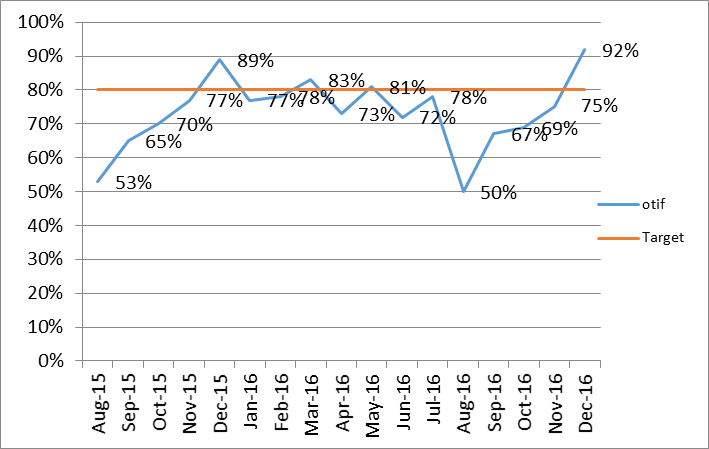 100%
90%
80%
70%
60%
50%
40%
30%
20%
10%
0%
53%
65%
70%
77%
89%
77%
78%
83%
73%
81%
72%
78%
50%
67%
69%
75%
92%
Aug-15
Sep-15
Oct-15
Nov-15
Dec-15
Jan-16
Feb-16
Mar-16
Apr-16
May-16
Jun-16
Jul-16
Aug-16
Sep-16
Oct-16
Nov-16
Dec-16
otif
Target